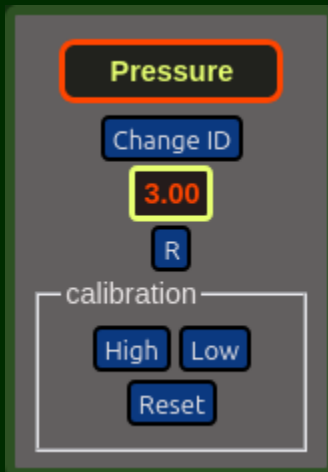 Pressure
Change ID
3.00
R
calibration
High Low
Reset